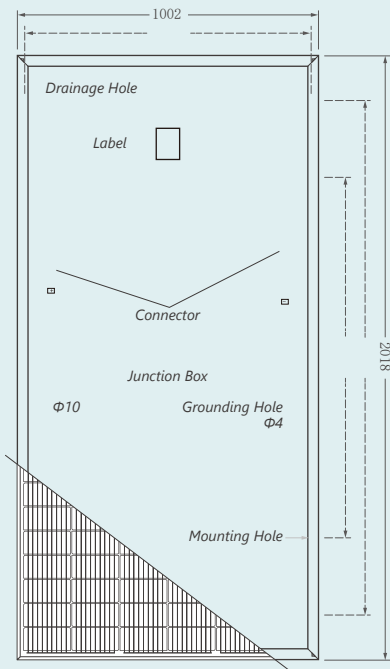 1002
Drainage Hole
Label
Connector
2018
Junction Box
Φ10
Grounding Hole
Φ4
Mounting Hole